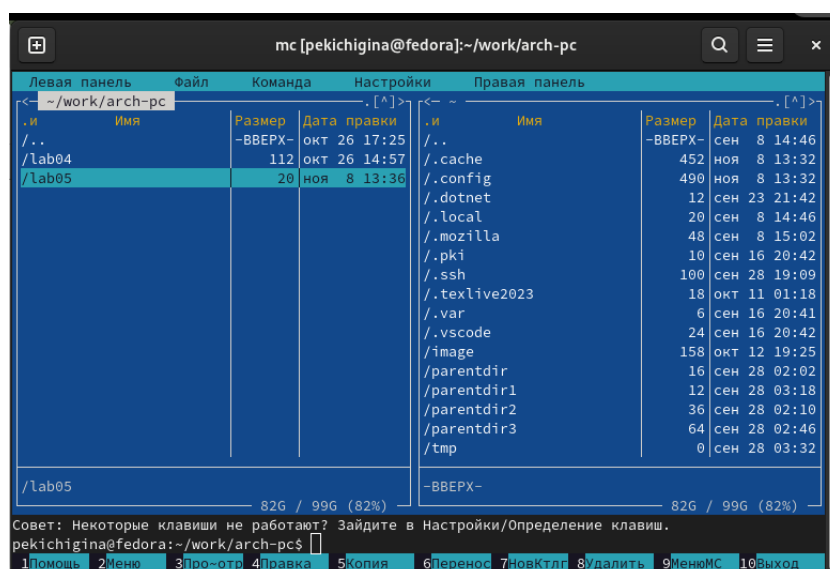 mc [pekichigina@fedora]:~/work/arch-pc
Левая панель Файл Команда Настройки Правая панель
<— ~/work/arch-pc .[^]>
.и Имя Размер Дата правки
/.. -ВВЕРХ- окт 26 17:25
/lab04 112 окт 26 14:57
/lab05 20 ноя 8 13:36
/lab05
82G / 99G (82%)
<— ~ .[^]>
.и Имя Размер Дата правки
/.. -ВВЕРХ- сен 8 14:46
/.cache 452 ноя 8 13:32
/.config 490 ноя 8 13:32
/.dotnet 12 сен 23 21:42
/.local 20 сен 8 14:46
/.mozilla 48 сен 8 15:02
/.pki 10 сен 16 20:42
/.ssh 100 сен 28 19:09
/.texlive2023 18 окт 11 01:18
/.var 6 сен 16 20:41
/.vscode 24 сен 16 20:42
/image 158 окт 12 19:25
/parentdir 16 сен 28 02:02
/parentdir1 12 сен 28 03:18
/parentdir2 36 сен 28 02:10
/parentdir3 64 сен 28 02:46
/tmp 0 сен 28 03:32
-ВВЕРХ-
82G / 99G (82%)
Совет: Некоторые клавиши не работают? Зайдите в Настройки/Определение клавиш.
pekichigina@fedora:~/work/arch-pc$
1Помощь 2Меню 3Про~отр 4Правка 5Копия 6Перенос 7НовКтлг 8Удалить 9МенюMC 10Выход